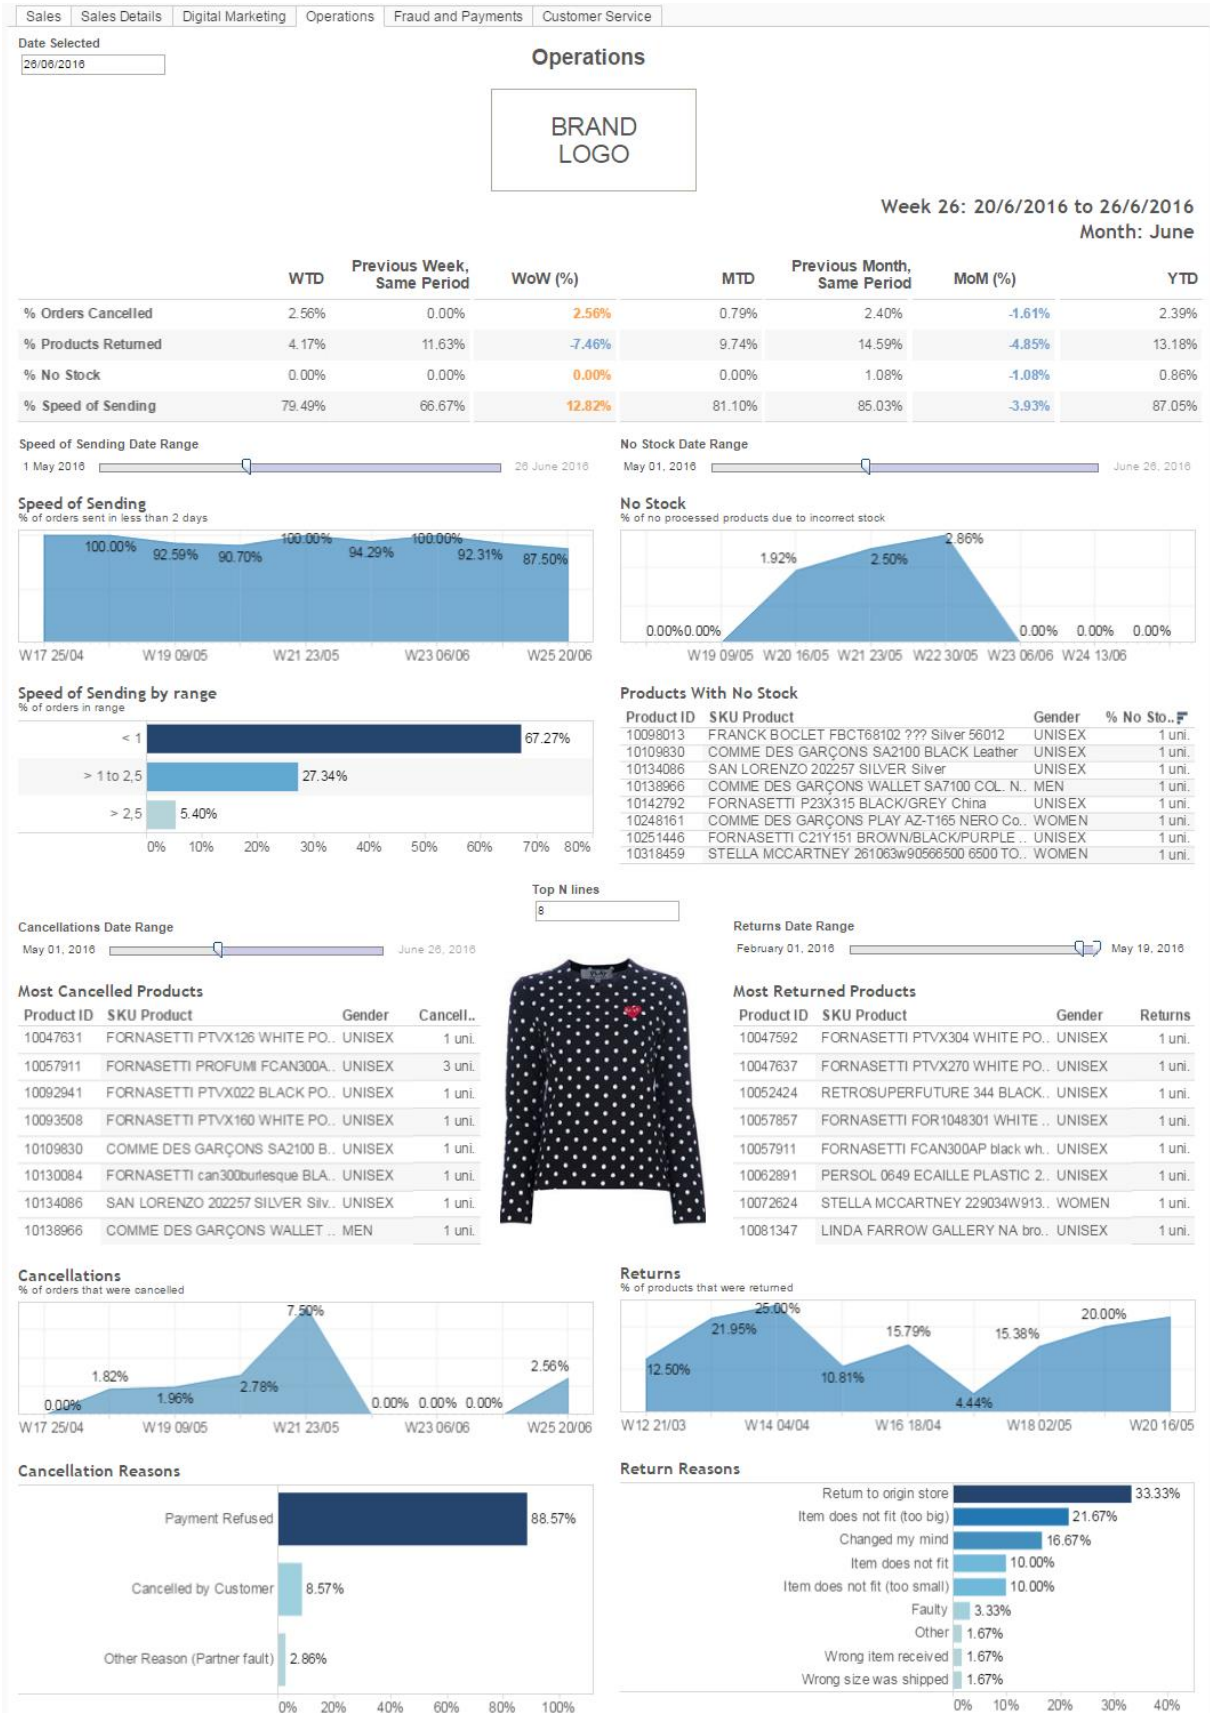 Sales Sales Details Digital Marketing Operations Fraud and Payments Customer Service
Date Selected
26/06/2016
Operations
BRAND
LOGO
Week 26: 20/6/2016 to 26/6/2016
Month: June
WTD Previous Week, Same Period WoW (%) MTD Previous Month, Same Period MoM (%) YTD
% Orders Cancelled 2.56% 0.00% 2.56% 0.79% 2.40% -1.61% 2.39%
% Products Returned 4.17% 11.63% -7.46% 9.74% 14.59% -4.85% 13.18%
% No Stock 0.00% 0.00% 0.00% 0.00% 1.08% -1.08% 0.86%
% Speed of Sending 79.49% 66.67% 12.82% 81.10% 85.03% -3.93% 87.05%
Speed of Sending Date Range
1 May 2016 26 June 2016
No Stock Date Range
May 01, 2016 June 26, 2016
Speed of Sending
% of orders sent in less than 2 days
100.00% 92.59% 90.70% 100.00% 94.29% 100.00% 92.31% 87.50%
W17 25/04 W19 09/05 W21 23/05 W23 06/06 W25 20/06
No Stock
% of no processed products due to incorrect stock
0.00% 0.00% 1.92% 2.50% 2.86% 0.00% 0.00% 0.00%
W19 09/05 W20 16/05 W21 23/05 W22 30/05 W23 06/06 W24 13/06
Speed of Sending by range
% of orders in range
< 1 67.27%
> 1 to 2,5 27.34%
> 2,5 5.40%
0% 10% 20% 30% 40% 50% 60% 70% 80%
Products With No Stock
Product ID SKU Product Gender % No Sto..
10098013 FRANCK BOCLET FBCT68102 ??? Silver 56012 UNISEX 1 uni.
10109830 COMME DES GARÇONS SA2100 BLACK Leather UNISEX 1 uni.
10134086 SAN LORENZO 202257 SILVER Silver UNISEX 1 uni.
10138966 COMME DES GARÇONS WALLET SA7100 COL. N.. MEN 1 uni.
10142792 FORNASETTI P23X315 BLACK/GREY China UNISEX 1 uni.
10248161 COMME DES GARÇONS PLAY AZ-T165 NERO Co.. WOMEN 1 uni.
10251446 FORNASETTI C21Y151 BROWN/BLACK/PURPLE .. UNISEX 1 uni.
10318459 STELLA MCCARTNEY 261063w90566500 6500 TO.. WOMEN 1 uni.
Top N lines
8
Cancellations Date Range
May 01, 2016 June 26, 2016
Returns Date Range
February 01, 2016 May 19, 2016
Most Cancelled Products
Product ID SKU Product Gender Cancell..
10047631 FORNASETTI PTVX126 WHITE PO.. UNISEX 1 uni.
10057911 FORNASETTI PROFUMI FCAN300A.. UNISEX 3 uni.
10092941 FORNASETTI PTVX022 BLACK PO.. UNISEX 1 uni.
10093508 FORNASETTI PTVX160 WHITE PO.. UNISEX 1 uni.
10109830 COMME DES GARÇONS SA2100 B.. UNISEX 1 uni.
10130084 FORNASETTI can300burlesque BLA.. UNISEX 1 uni.
10134086 SAN LORENZO 202257 SILVER Silv.. UNISEX 1 uni.
10138966 COMME DES GARÇONS WALLET .. MEN 1 uni.
Most Returned Products
Product ID SKU Product Gender Returns
10047592 FORNASETTI PTVX304 WHITE PO.. UNISEX 1 uni.
10047637 FORNASETTI PTVX270 WHITE PO.. UNISEX 1 uni.
10052424 RETROSUPERFUTURE 344 BLACK.. UNISEX 1 uni.
10057857 FORNASETTI FOR1048301 WHITE .. UNISEX 1 uni.
10057911 FORNASETTI FCAN300AP black wh.. UNISEX 1 uni.
10062891 PERSOL 0649 ECAILLE PLASTIC 2.. UNISEX 1 uni.
10072624 STELLA MCCARTNEY 229034W913.. WOMEN 1 uni.
10081347 LINDA FARROW GALLERY NA bro.. UNISEX 1 uni.
Cancellations
% of orders that were cancelled
0.00% 1.82% 1.96% 2.78% 7.50% 0.00% 0.00% 0.00% 2.56%
W17 25/04 W19 09/05 W21 23/05 W23 06/06 W25 20/06
Returns
% of products that were returned
12.50% 21.95% 25.00% 10.81% 15.79% 4.44% 15.38% 20.00%
W12 21/03 W14 04/04 W16 18/04 W18 02/05 W20 16/05
Cancellation Reasons
Payment Refused 88.57%
Cancelled by Customer 8.57%
Other Reason (Partner fault) 2.86%
0% 20% 40% 60% 80% 100%
Return Reasons
Return to origin store 33.33%
Item does not fit (too big) 21.67%
Changed my mind 16.67%
Item does not fit 10.00%
Item does not fit (too small) 10.00%
Faulty 3.33%
Other 1.67%
Wrong item received 1.67%
Wrong size was shipped 1.67%
0% 10% 20% 30% 40%